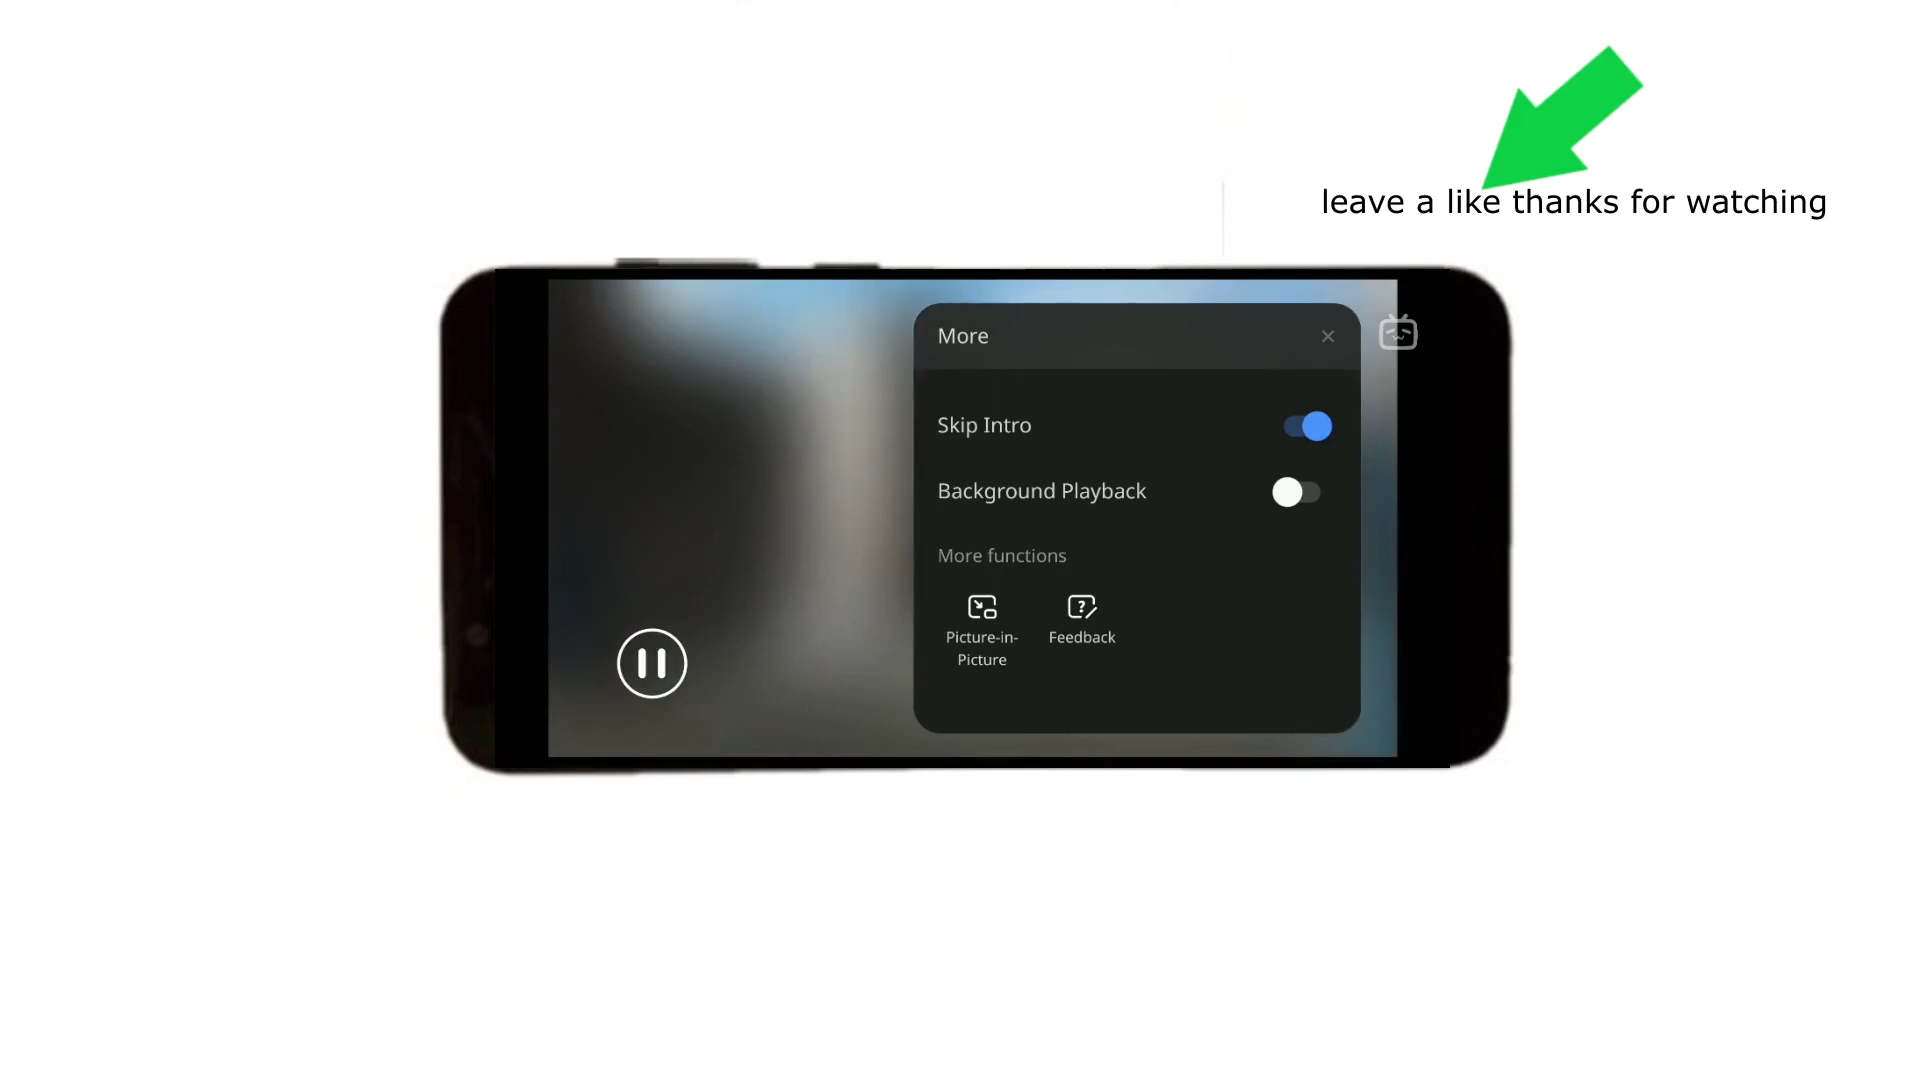 leave a like thanks for watching
More
Skip Intro
Background Playback
More functions
Picture-in-
Picture
Feedback